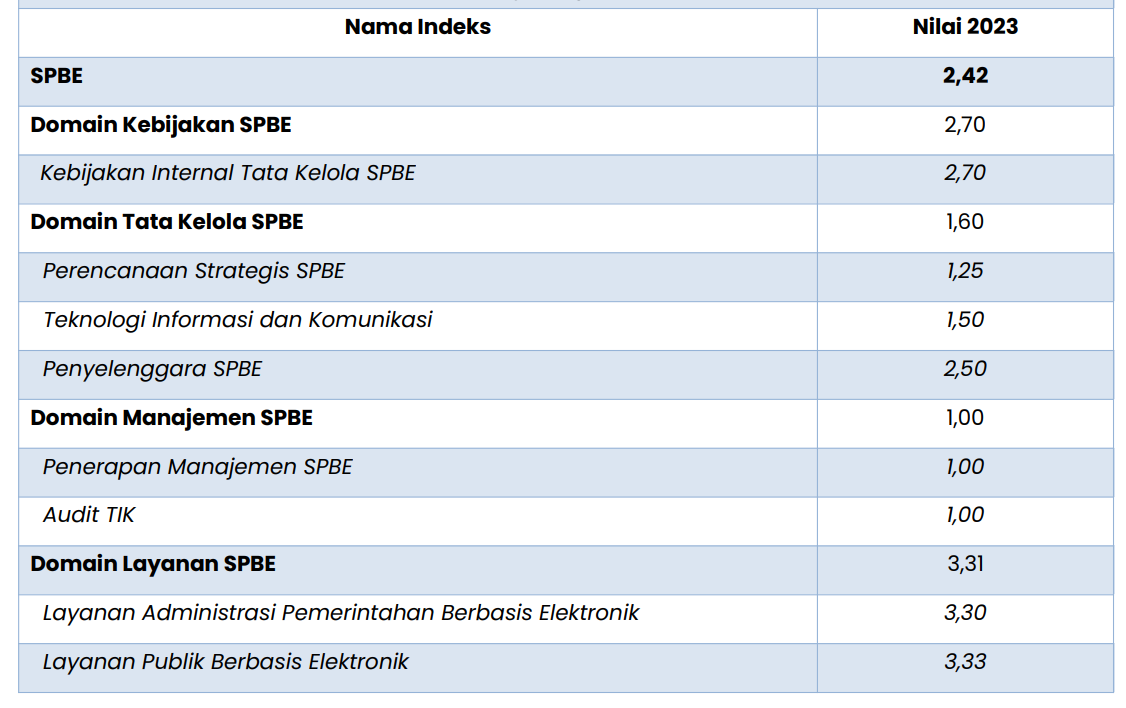 Nama Indeks Nilai 2023
SPBE 2,42
Domain Kebijakan SPBE 2,70
Kebijakan Internal Tata Kelola SPBE 2,70
Domain Tata Kelola SPBE 1,60
Perencanaan Strategis SPBE 1,25
Teknologi Informasi dan Komunikasi 1,50
Penyelenggara SPBE 2,50
Domain Manajemen SPBE 1,00
Penerapan Manajemen SPBE 1,00
Audit TIK 1,00
Domain Layanan SPBE 3,31
Layanan Administrasi Pemerintahan Berbasis Elektronik 3,30
Layanan Publik Berbasis Elektronik 3,33